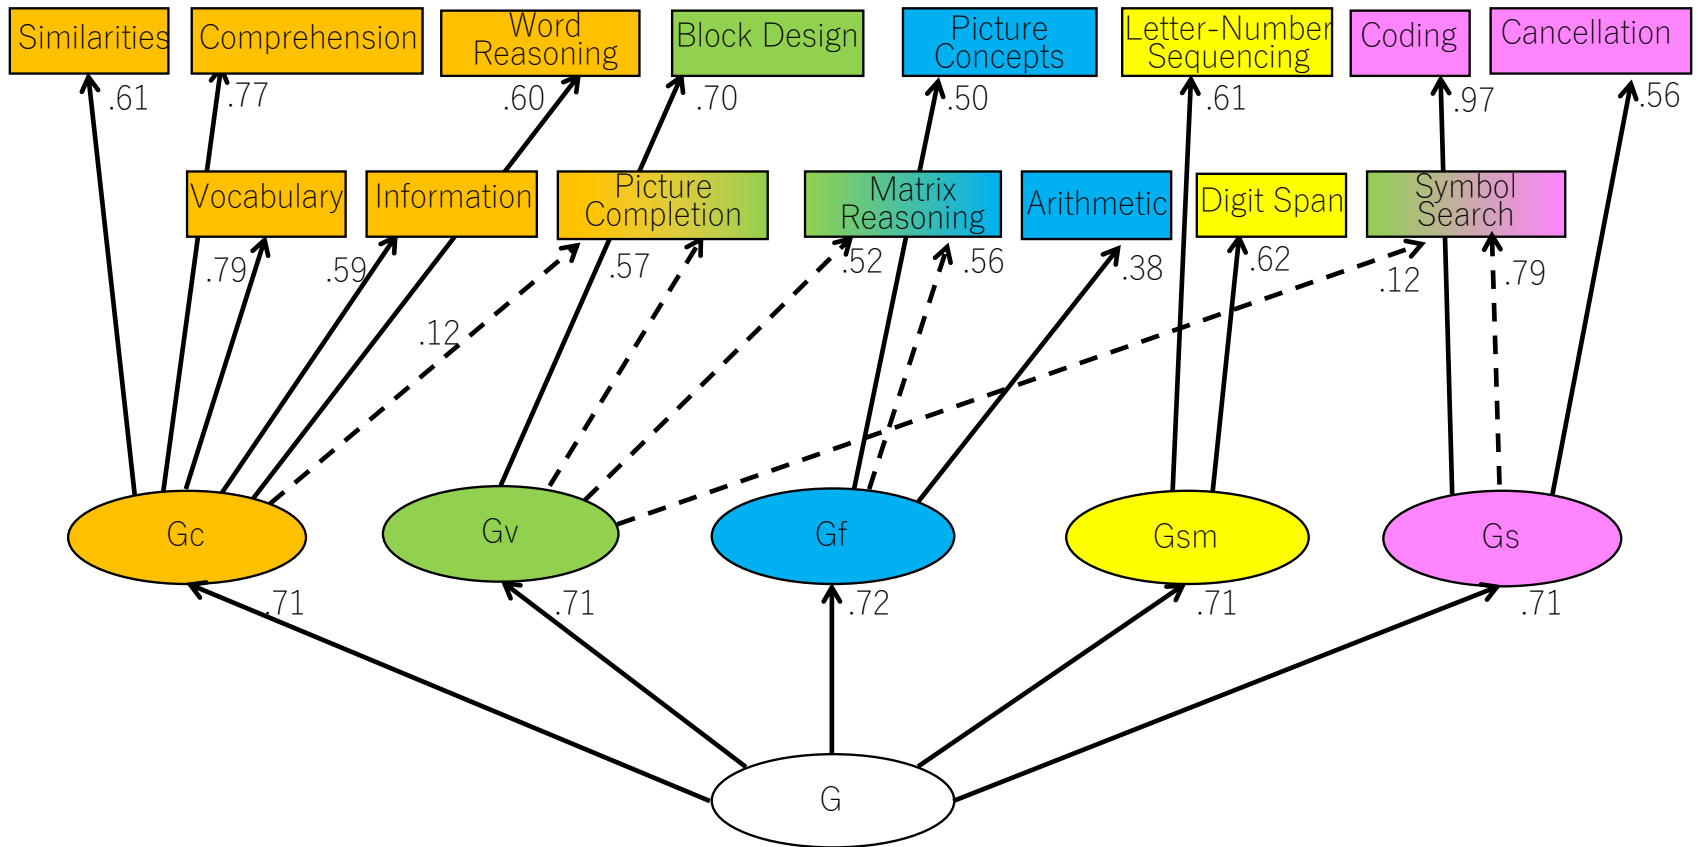 Similarities
Comprehension
Word
Reasoning
Block Design
Picture
Concepts
Letter-Number
Sequencing
Coding
Cancellation
.61
.77
.60
.70
.50
.61
.97
.56
Vocabulary
Information
Picture
Completion
Matrix
Reasoning
Arithmetic
Digit Span
Symbol
Search
.79
.59
.12
.57
.52
.56
.38
.62
.12
.79
Gc
Gv
Gf
Gsm
Gs
.71
.71
.72
.71
.71
G